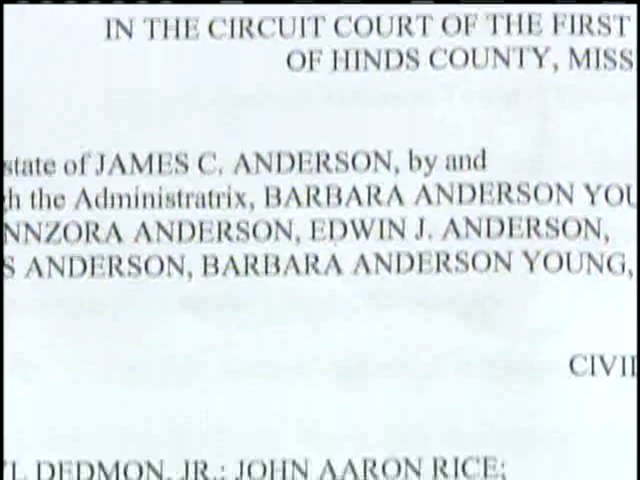 IN THE CIRCUIT COURT OF THE FIRST
OF HINDS COUNTY, MISS
state of JAMES C. ANDERSON, by and
h the Administratrix, BARBARA ANDERSON YOU
NNZORA ANDERSON, EDWIN J. ANDERSON,
S ANDERSON, BARBARA ANDERSON YOUNG,
CIVIL
L DEDMON, JR.; JOHN AARON RICE;